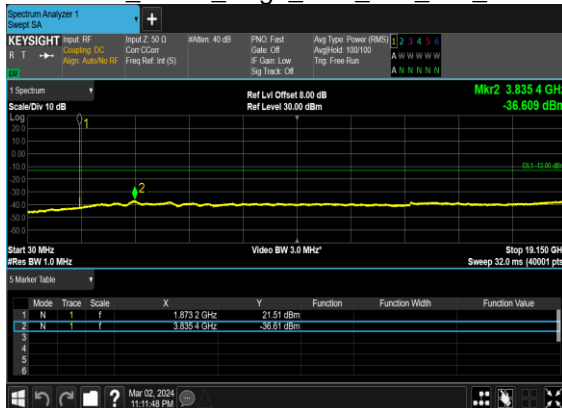 Spectrum Analyzer 1
Swept SA
+
KEYSIGHT Input: RF Input Z: 50 Ω #Atten: 40 dB PNO: Fast Avg Type: Power (RMS) 1 2 3 4 5 6
R T Coupling: DC Corr CCorr Gate: Off Avg|Hold: 100/100 A W W W W W
Align: Auto/No RF Freq Ref: Int (S) IF Gain: Low Trig: Free Run
LXI Sig Track: Off A N N N N N
1 Spectrum Ref Lvl Offset 8.00 dB Mkr2 3.835 4 GHz
Scale/Div 10 dB Ref Level 30.00 dBm -36.609 dBm
Log
20.0 1
10.0
0.00
-10.0 DL1 -13.00 dBm
-20.0
-30.0 2
-40.0
-50.0
-60.0
Start 30 MHz Video BW 3.0 MHz* Stop 19.150 GH
#Res BW 1.0 MHz Sweep 32.0 ms (40001 pts
5 Marker Table
Mode Trace Scale X Y Function Function Width Function Value
1 N 1 f 1.873 2 GHz 21.51 dBm
2 N 1 f 3.835 4 GHz -36.61 dBm
3
4
5
6
? Mar 02, 2024
11:11:48 PM